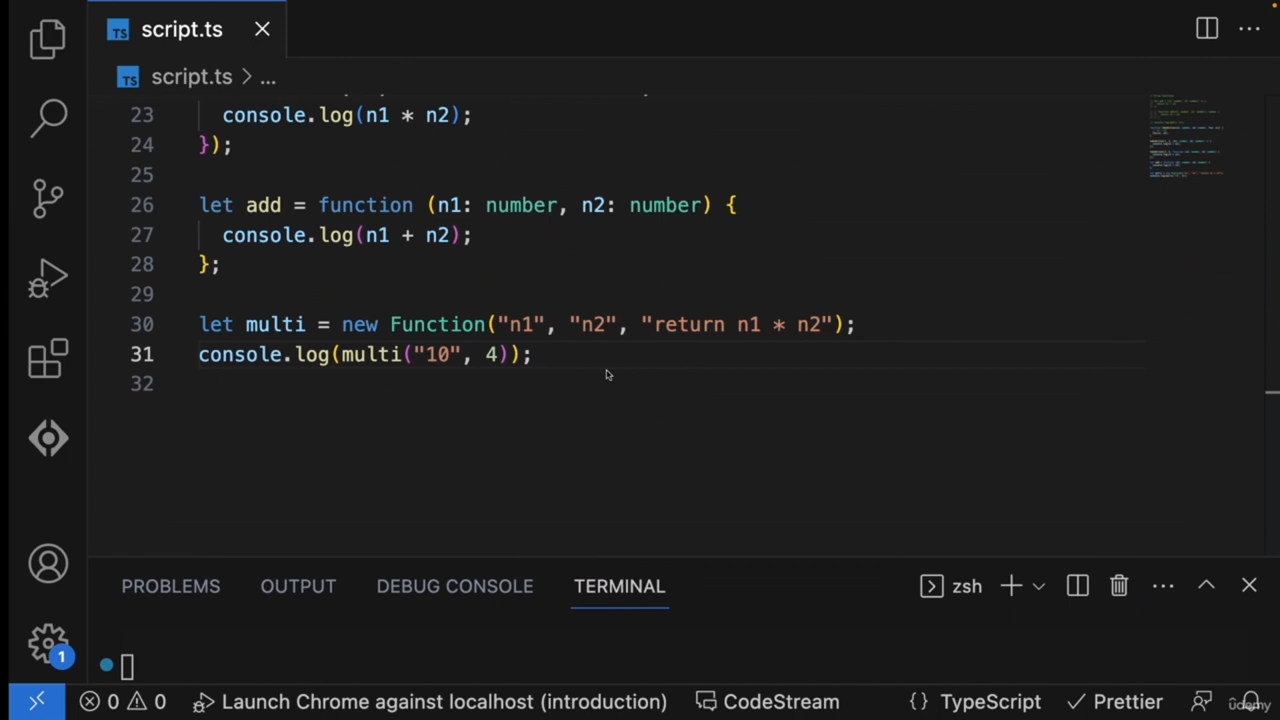 TS script.ts
TS script.ts > ...
23 console.log(n1 * n2);
24 });
25
26 let add = function (n1: number, n2: number) {
27 console.log(n1 + n2);
28 };
29
30 let multi = new Function("n1", "n2", "return n1 * n2");
31 console.log(multi("10", 4));
32
PROBLEMS OUTPUT DEBUG CONSOLE TERMINAL zsh
1
0 0 Launch Chrome against localhost (introduction) CodeStream {} TypeScript Prettier
udemy